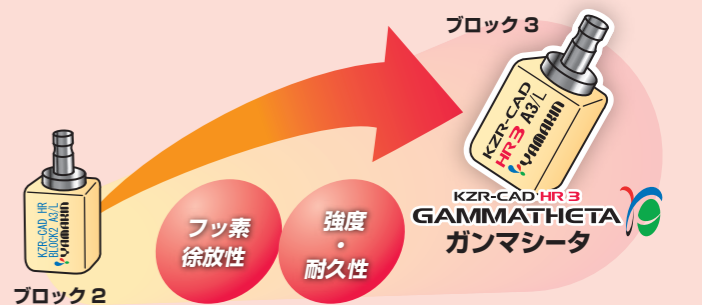 ブロック 3
KZR-CAD
HR 3 A3/L
YAMAKIN
KZR-CAD HR 3
GAMMATHETA
ガンマシータ
フッ素
徐放性
強度
・
耐久性
KZR-CAD HR
BLOCK2 A3/L
YAMAKIN
ブロック 2